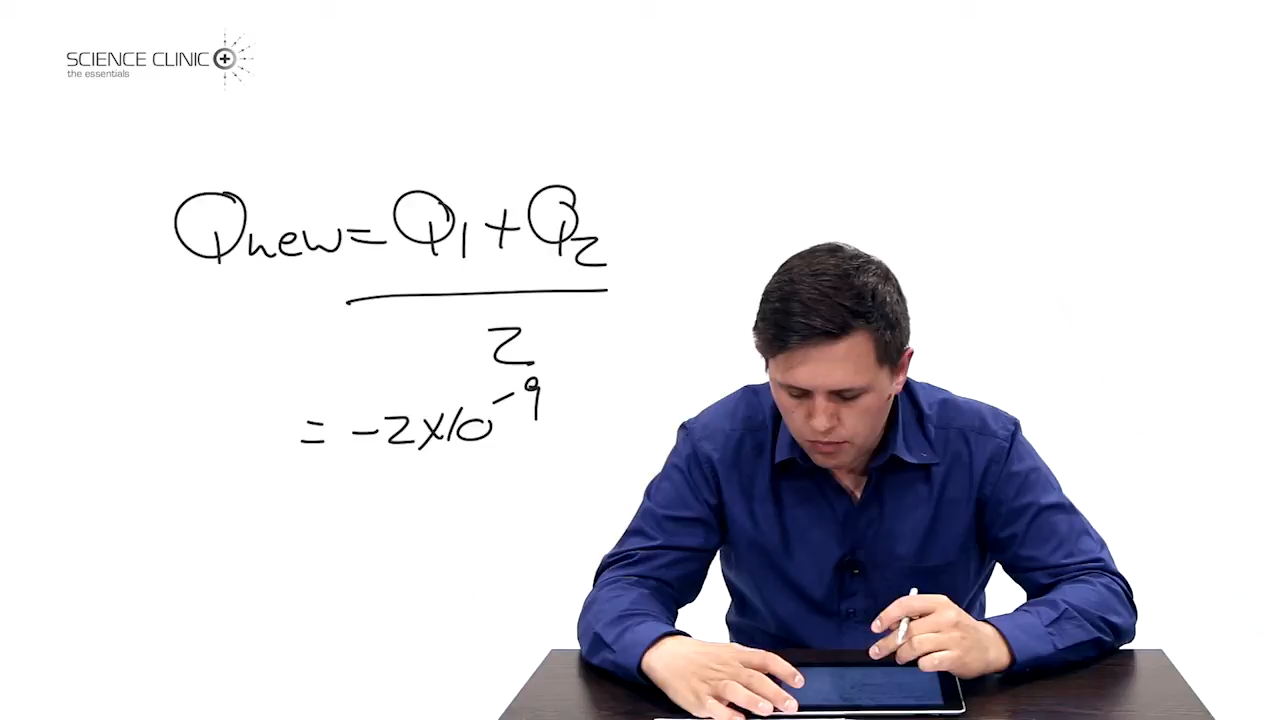 SCIENCE CLINIC
the essentials
Qnew = Q1 + Q2
2
= -2x10^-9